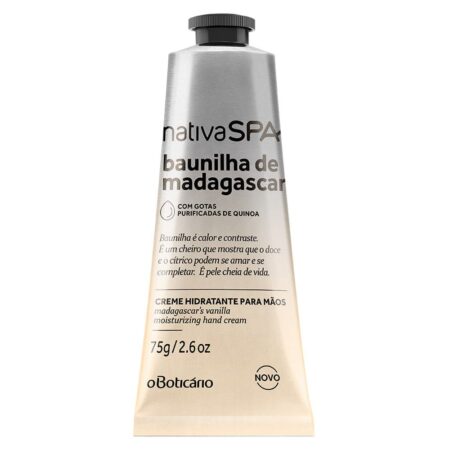 nativaSPA
baunilha de
madagascar
COM GOTAS
PURIFICADAS DE QUINOA
Baunilha é calor e contraste.
É um cheiro que mostra que o doce
e o cítrico podem se amar e se
completar. É pele cheia de vida.
CREME HIDRATANTE PARA MÃOS
madagascar's vanilla
moisturizing hand cream
75g/2.6 oz
oBoticário
NOVO